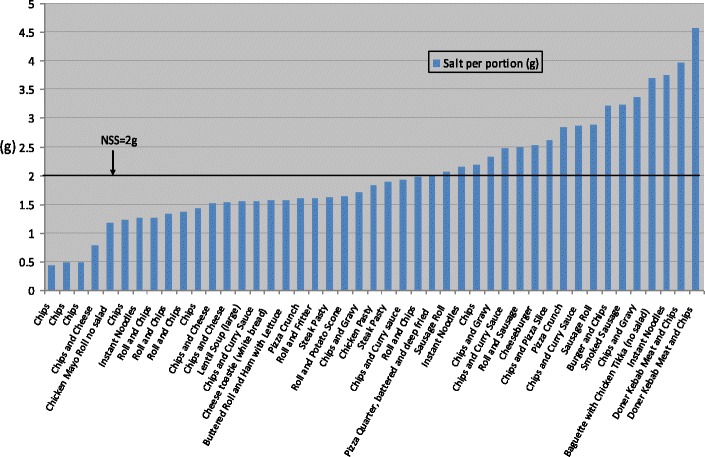 5
4.5
4
3.5
3
(g) 2.5
2
1.5
1
0.5
0
NSS=2g
Salt per portion (g)
Chips
Chips
Chips
Chips and Cheese
Chicken Mayo Roll no salad
Chips
Instant Noodles
Roll and Chips
Roll and Chips
Roll and Chips
Chips
Chips and Cheese
Chips and Cheese
Lentil Soup (large)
Chips and Curry Sauce
Cheese toastie (white bread)
Buttered Roll and Ham with Lettuce
Pizza Crunch
Roll and Fritter
Steak Pasty
Roll and Potato Scone
Chips and Gravy
Chicken Pasty
Steak Pasty
Chips and Curry sauce
Roll and Chips
Pizza Quarter, battered and deep fried
Sausage Roll
Instant Noodles
Chips
Chips and Gravy
Chips and Curry Sauce
Roll and Sausage
Cheeseburger
Chips and Pizza Slice
Pizza Crunch
Chips and Curry Sauce
Sausage Roll
Burger and Chips
Smoked Sausage
Chips and Gravy
Baguette with Chicken Tikka (no salad)
Instant Noodles
Doner Kebab Meat and Chips
Doner Kebab Meat and Chips